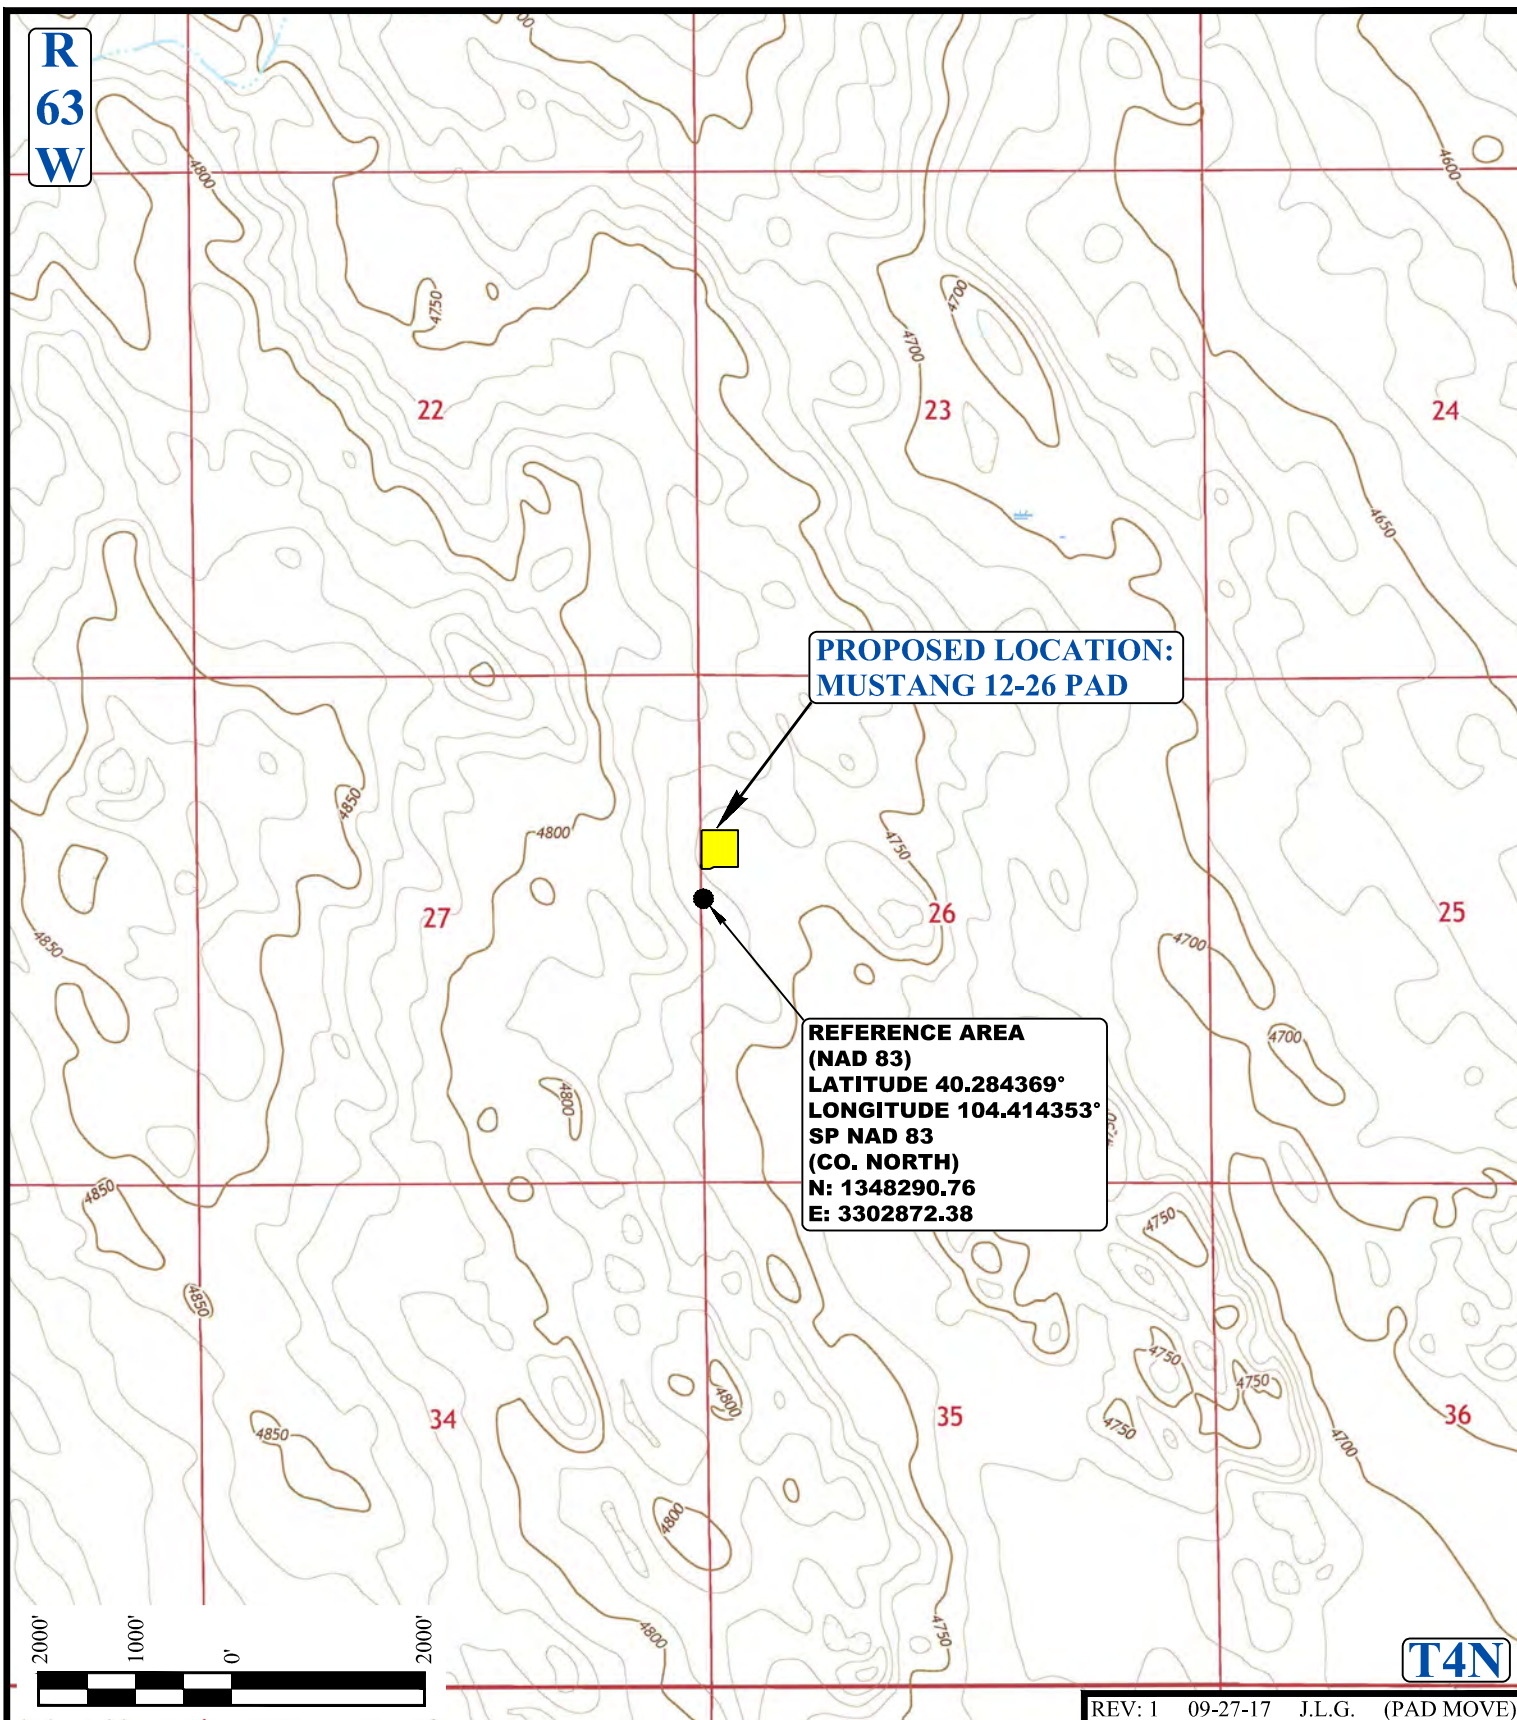 R
63
W
00
4800
4600
4750
4700
4700
22
23
24
4650
PROPOSED LOCATION:
MUSTANG 12-26 PAD
4850
4800
4750
27
26
25
4850
4700
4700
4800
REFERENCE AREA
(NAD 83)
LATITUDE 40.284369°
LONGITUDE 104.414353°
SP NAD 83
(CO. NORTH)
N: 1348290.76
E: 3302872.38
4850
4750
4850
4750
4750
4800
4850
34
35
36
4750
4700
4800
4800
4750
2000'
1000'
0'
2000'
T4N
REV: 1 09-27-17 J.L.G. (PAD MOVE)